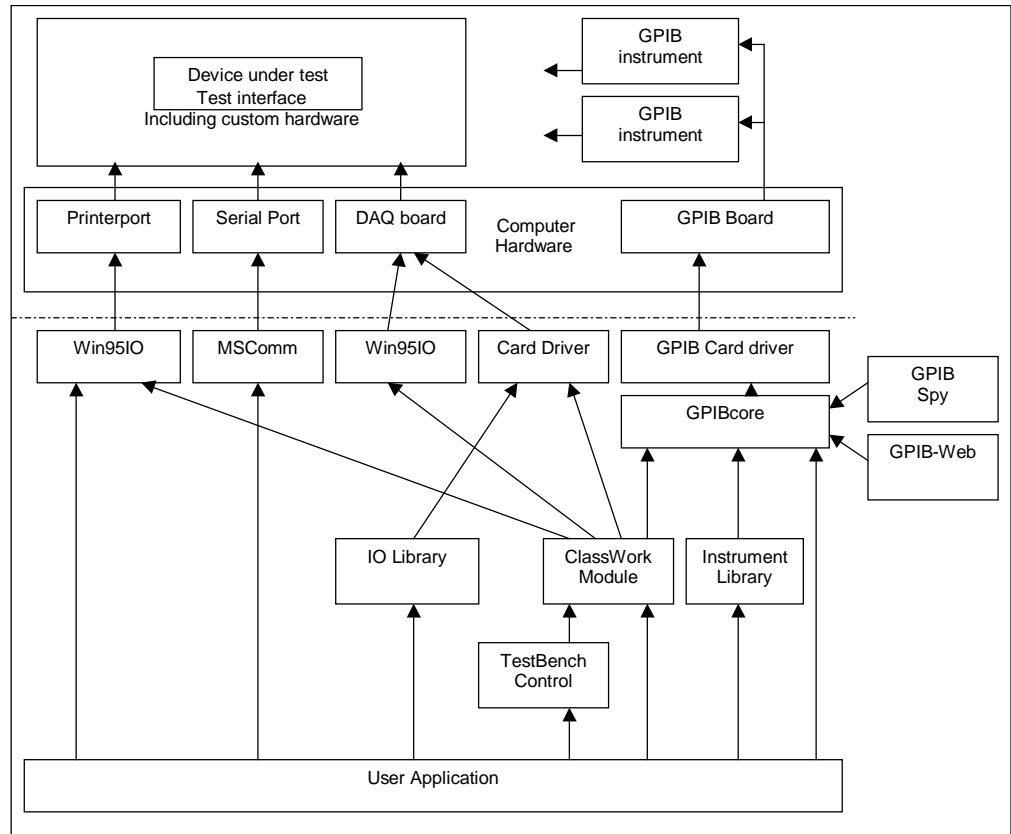 GPIB
instrument
Device under test
Test interface
Including custom hardware
GPIB
instrument
Printerport
Serial Port
DAQ board
Computer
Hardware
GPIB Board
Win95IO
MSComm
Win95IO
Card Driver
GPIB Card driver
GPIB
Spy
GPIBcore
GPIB-Web
IO Library
ClassWork
Module
Instrument
Library
TestBench
Control
User Application